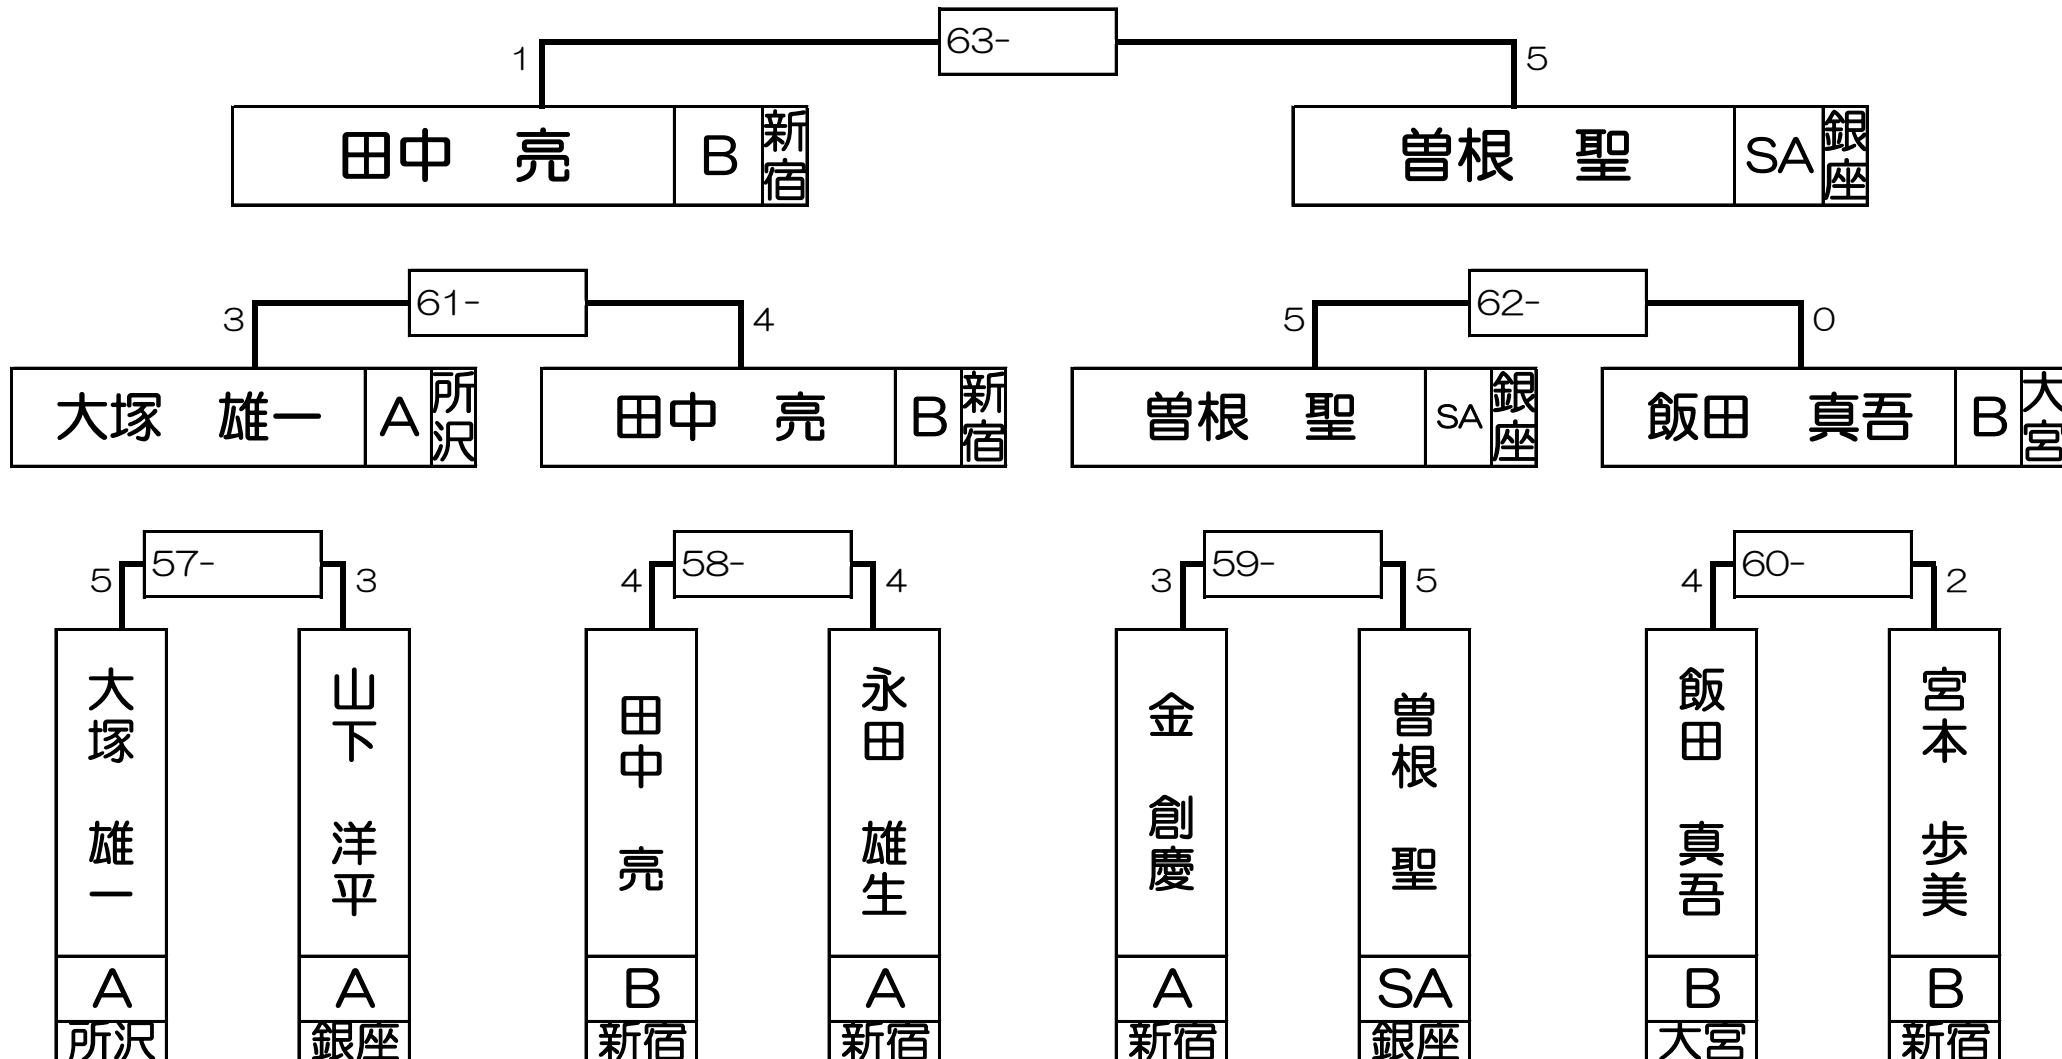 63-
1
5
田中 亮 B 新宿
曽根 聖 SA 銀座
61-
3
4
62-
5
0
大塚 雄一 A 所沢
田中 亮 B 新宿
曽根 聖 SA 銀座
飯田 真吾 B 大宮
57-
5
3
58-
4
4
59-
3
5
60-
4
2
大塚 雄一
A
所沢
山下 洋平
A
銀座
田中 亮
B
新宿
永田 雄生
A
新宿
金 創慶
A
新宿
曽根 聖
SA
銀座
飯田 真吾
B
大宮
宮本 歩美
B
新宿